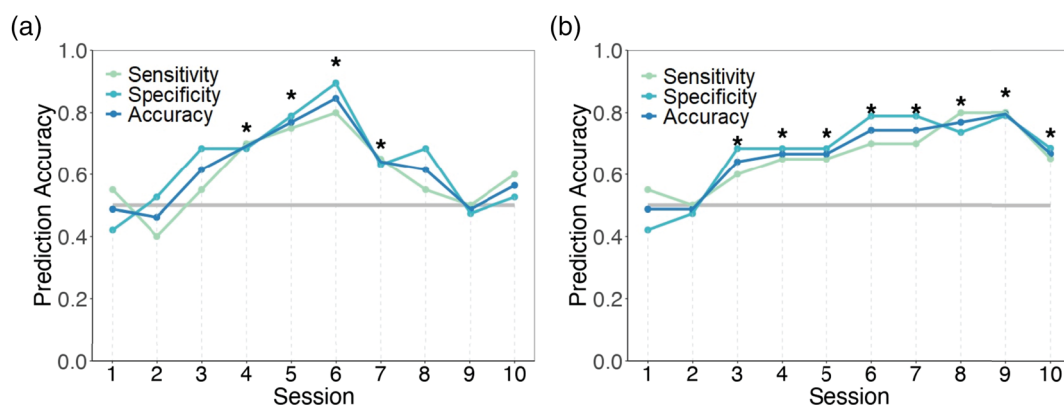 (a)
Prediction Accuracy
1.0
0.8
0.6
0.4
0.2
0.0
Sensitivity
Specificity
Accuracy
* * * *
1 2 3 4 5 6 7 8 9 10
Session
(b)
Prediction Accuracy
1.0
0.8
0.6
0.4
0.2
0.0
Sensitivity
Specificity
Accuracy
* * * * * * * *
1 2 3 4 5 6 7 8 9 10
Session